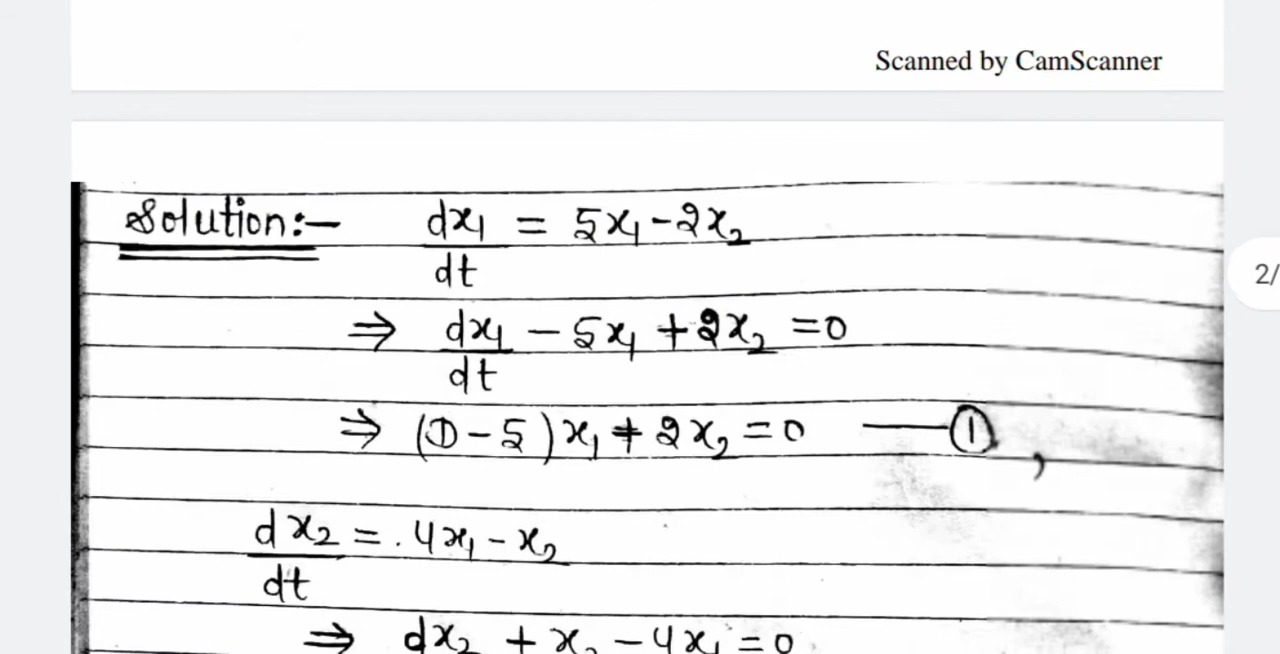 Scanned by CamScanner
Solution:- dx₁/dt = 5x₁ - 2x₂
2/
⇒ dx₁/dt - 5x₁ + 2x₂ = 0
⇒ (D - 5)x₁ + 2x₂ = 0 —— ①,
dx₂/dt = . 4x₁ - x₂
⇒ dx₂ + x₂ - 4x₁ = 0